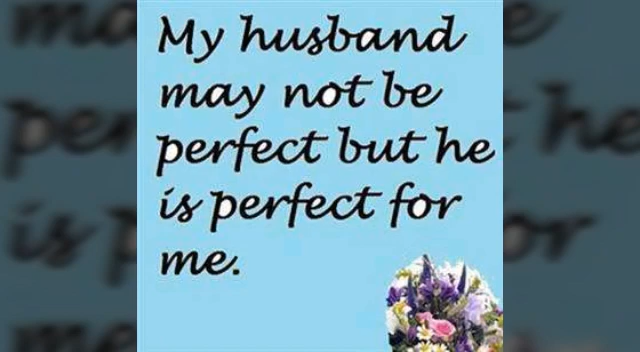 My husband
may not be
perfect but he
is perfect for
me.